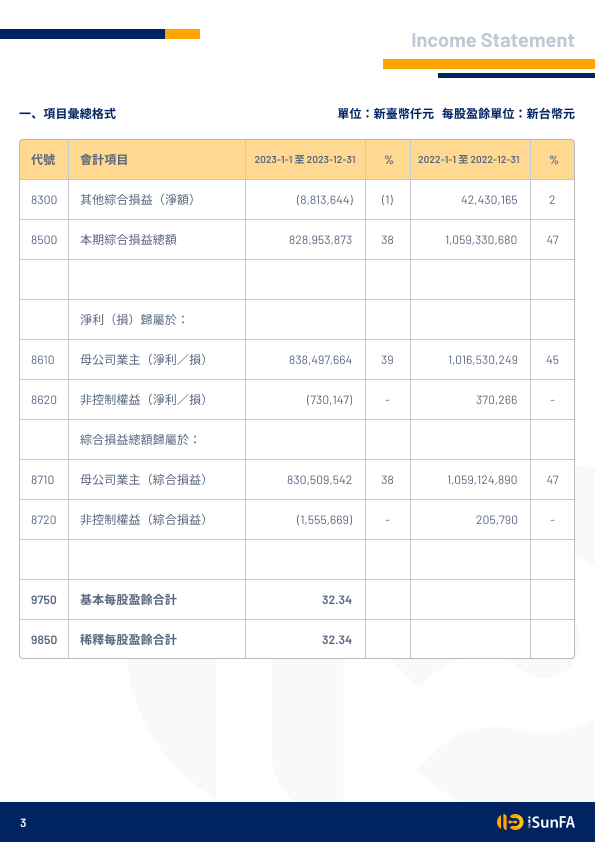 Income Statement
一、項目彙總格式 單位：新臺幣仟元 每股盈餘單位：新台幣元
代號 會計項目 2023-1-1 至 2023-12-31 % 2022-1-1 至 2022-12-31 %
8300 其他綜合損益（淨額） (8,813,644) (1) 42,430,165 2
8500 本期綜合損益總額 828,953,873 38 1,059,330,680 47
淨利（損）歸屬於：
8610 母公司業主（淨利／損） 838,497,664 39 1,016,530,249 45
8620 非控制權益（淨利／損） (730,147) - 370,266 -
綜合損益總額歸屬於：
8710 母公司業主（綜合損益） 830,509,542 38 1,059,124,890 47
8720 非控制權益（綜合損益） (1,555,669) - 205,790 -
9750 基本每股盈餘合計 32.34
9850 稀釋每股盈餘合計 32.34
3 iSunFA